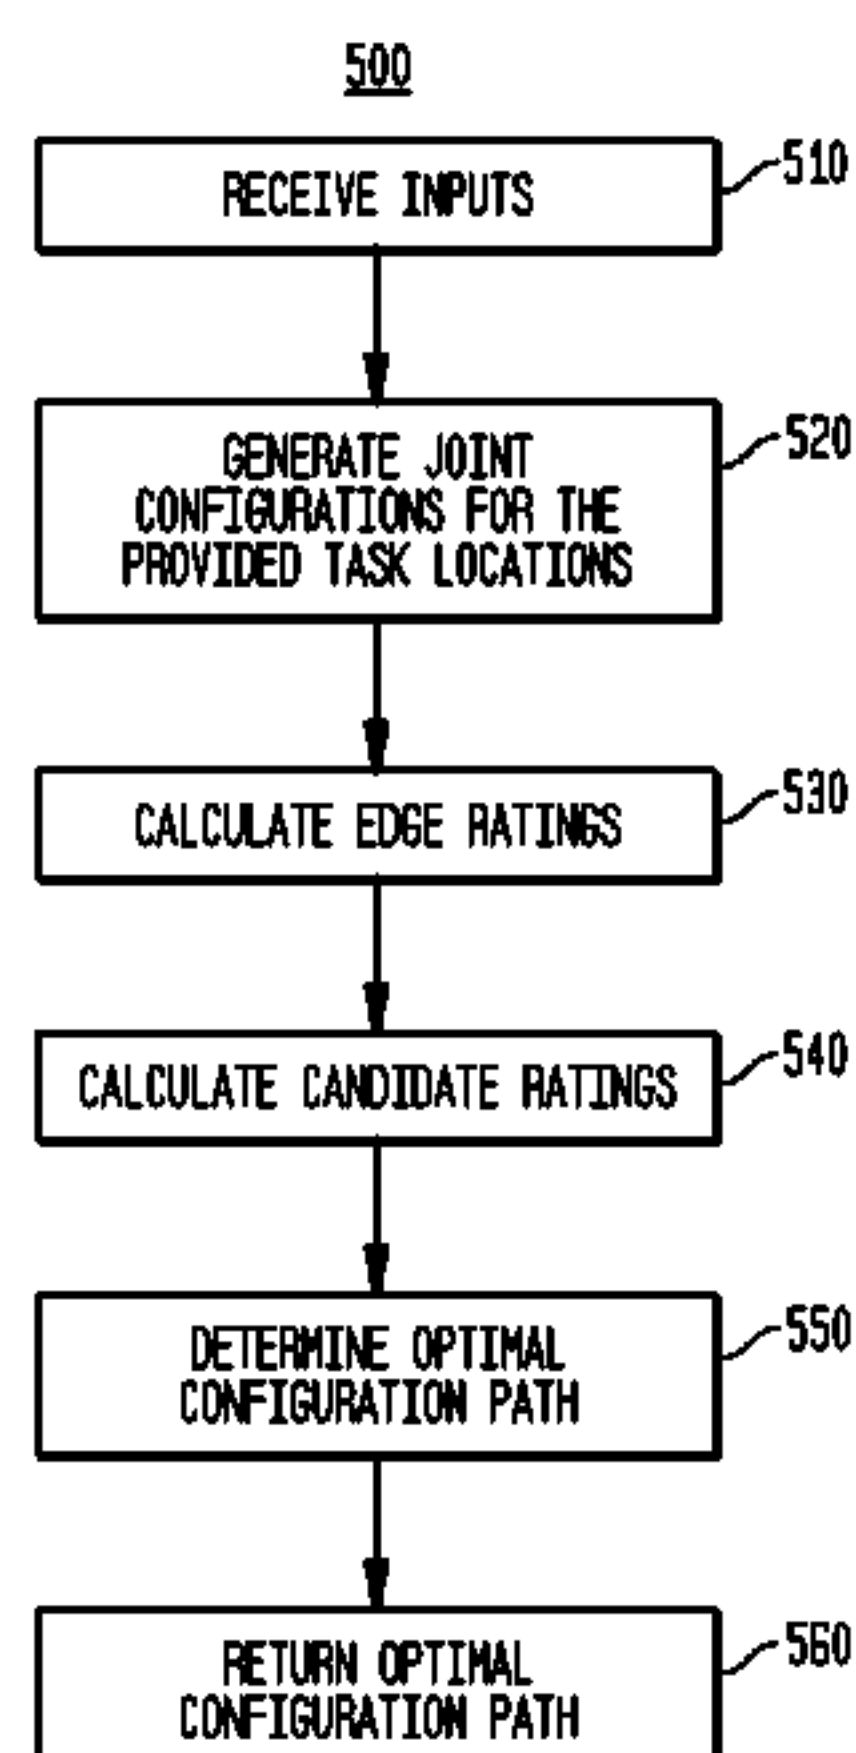 500
RECEIVE INPUTS
510
GENERATE JOINT
CONFIGURATIONS FOR THE
PROVIDED TASK LOCATIONS
520
CALCULATE EDGE RATINGS
530
CALCULATE CANDIDATE RATINGS
540
DETERMINE OPTIMAL
CONFIGURATION PATH
550
RETURN OPTIMAL
CONFIGURATION PATH
560